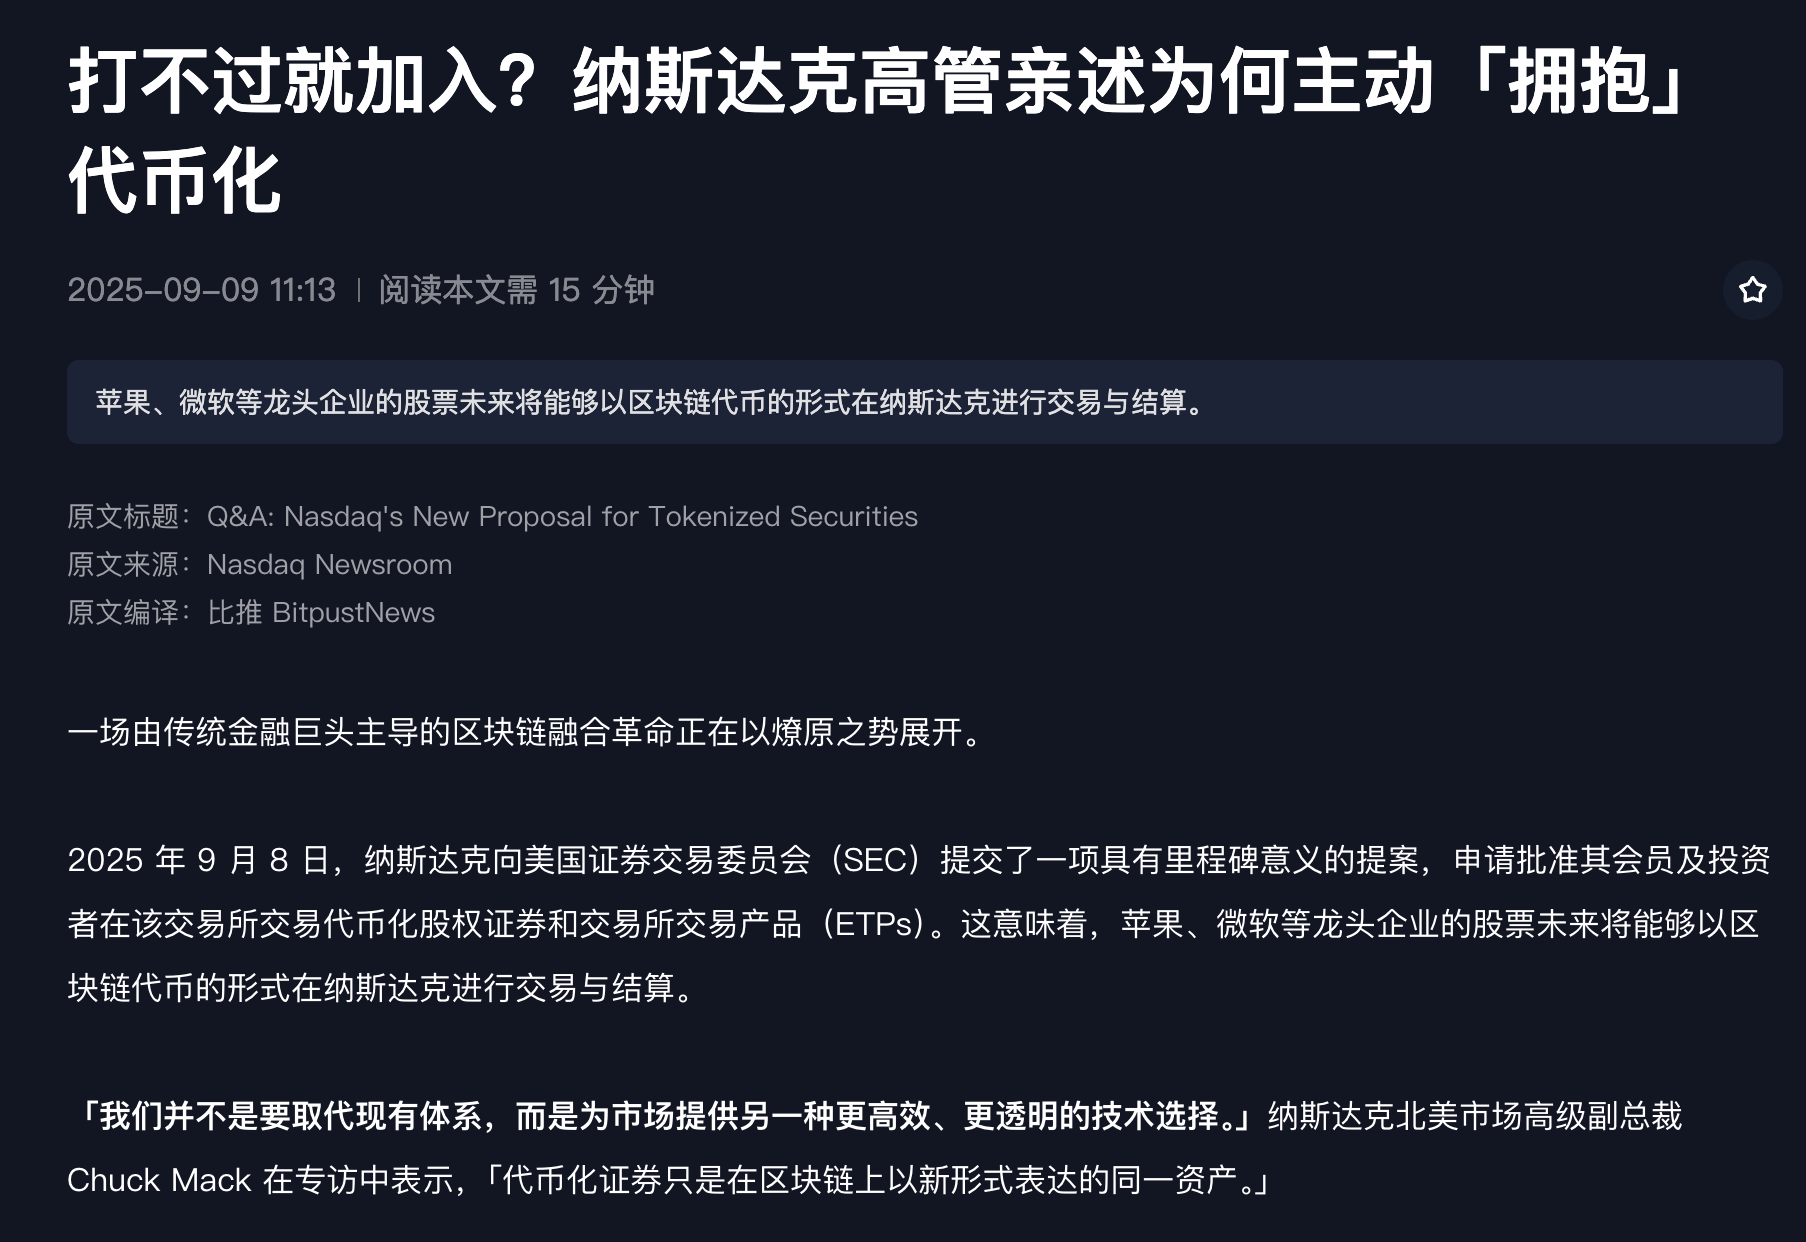 打不过就加入？纳斯达克高管亲述为何主动「拥抱」
代币化
2025-09-09 11:13 | 阅读本文需 15 分钟
苹果、微软等龙头企业的股票未来将能够以区块链代币的形式在纳斯达克进行交易与结算。
原文标题：Q&A: Nasdaq's New Proposal for Tokenized Securities
原文来源：Nasdaq Newsroom
原文编译：比推 BitpustNews
一场由传统金融巨头主导的区块链融合革命正在以燎原之势展开。
2025 年 9 月 8 日，纳斯达克向美国证券交易委员会（SEC）提交了一项具有里程碑意义的提案，申请批准其会员及投资
者在该交易所交易代币化股权证券和交易所交易产品（ETPs）。这意味着，苹果、微软等龙头企业的股票未来将能够以区
块链代币的形式在纳斯达克进行交易与结算。
「我们并不是要取代现有体系，而是为市场提供另一种更高效、更透明的技术选择。」纳斯达克北美市场高级副总裁
Chuck Mack 在专访中表示，「代币化证券只是在区块链上以新形式表达的同一资产。」